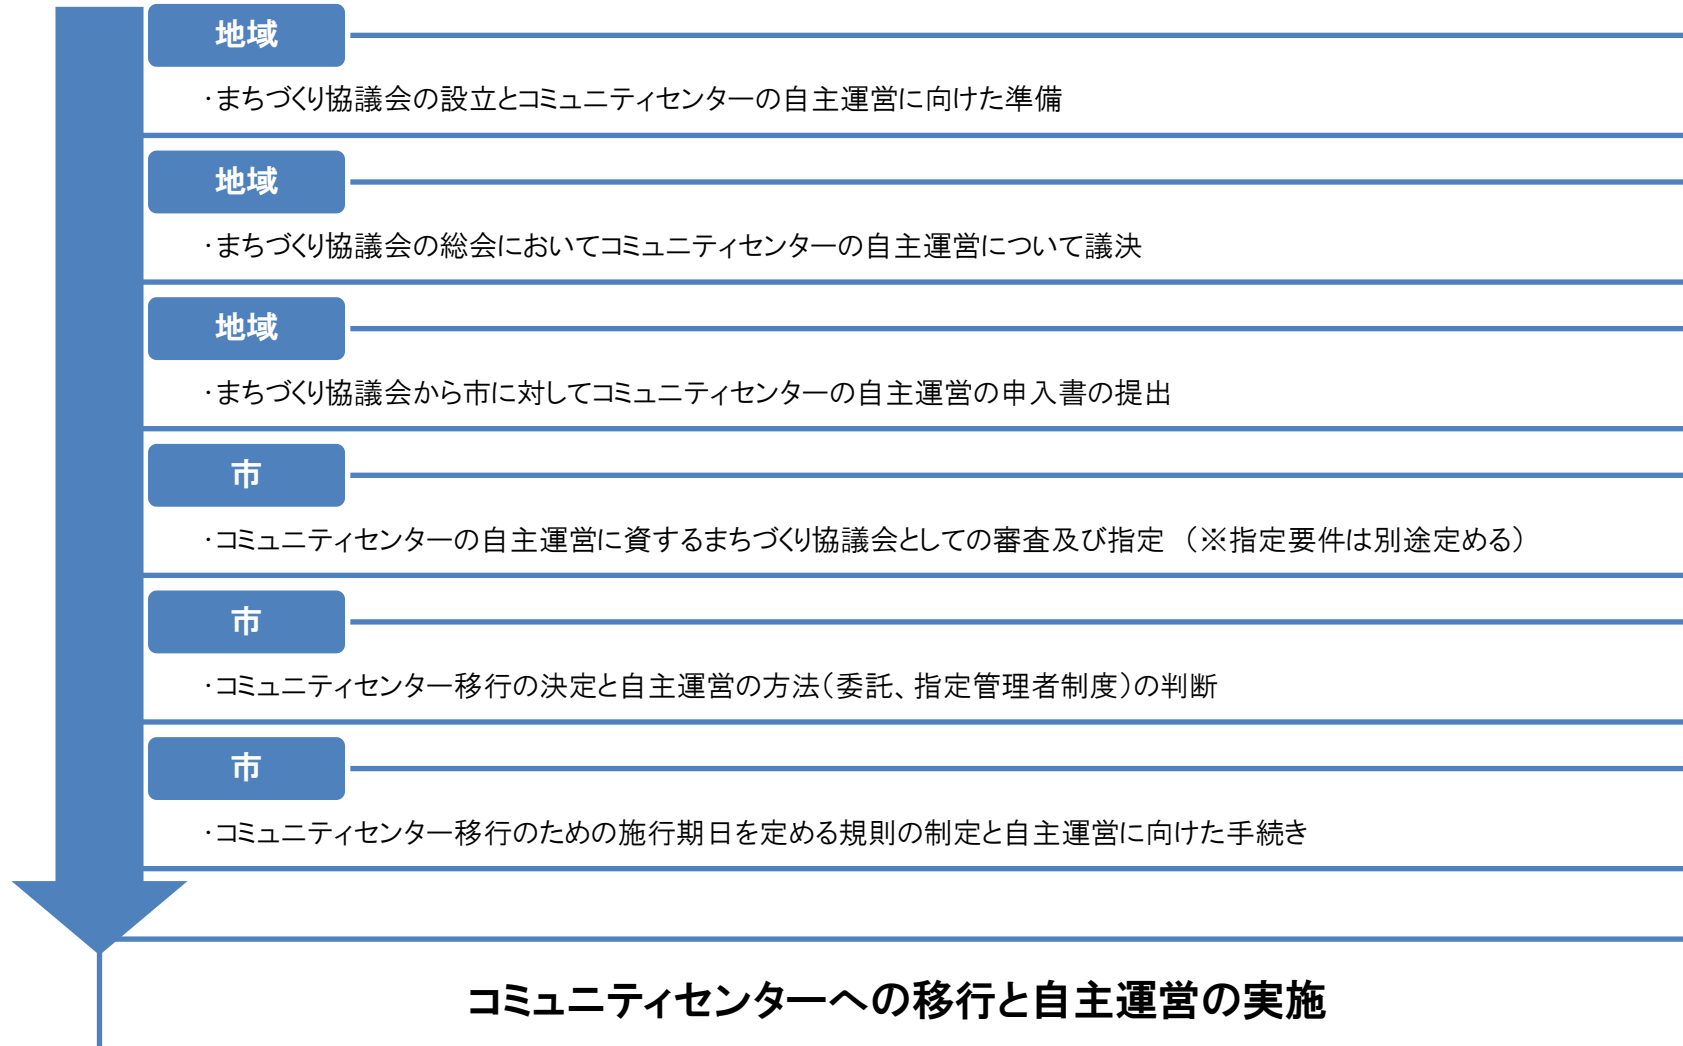 地域
・まちづくり協議会の設立とコミュニティセンターの自主運営に向けた準備
地域
・まちづくり協議会の総会においてコミュニティセンターの自主運営について議決
地域
・まちづくり協議会から市に対してコミュニティセンターの自主運営の申入書の提出
市
・コミュニティセンターの自主運営に資するまちづくり協議会としての審査及び指定　（※指定要件は別途定める）
市
・コミュニティセンター移行の決定と自主運営の方法（委託、指定管理者制度）の判断
市
・コミュニティセンター移行のための施行期日を定める規則の制定と自主運営に向けた手続き
コミュニティセンターへの移行と自主運営の実施